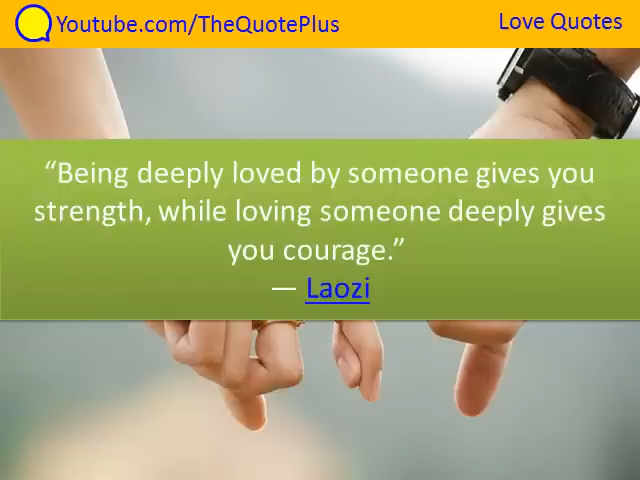 Youtube.com/TheQuotePlus
Love Quotes
“Being deeply loved by someone gives you
strength, while loving someone deeply gives
you courage.”
— Laozi